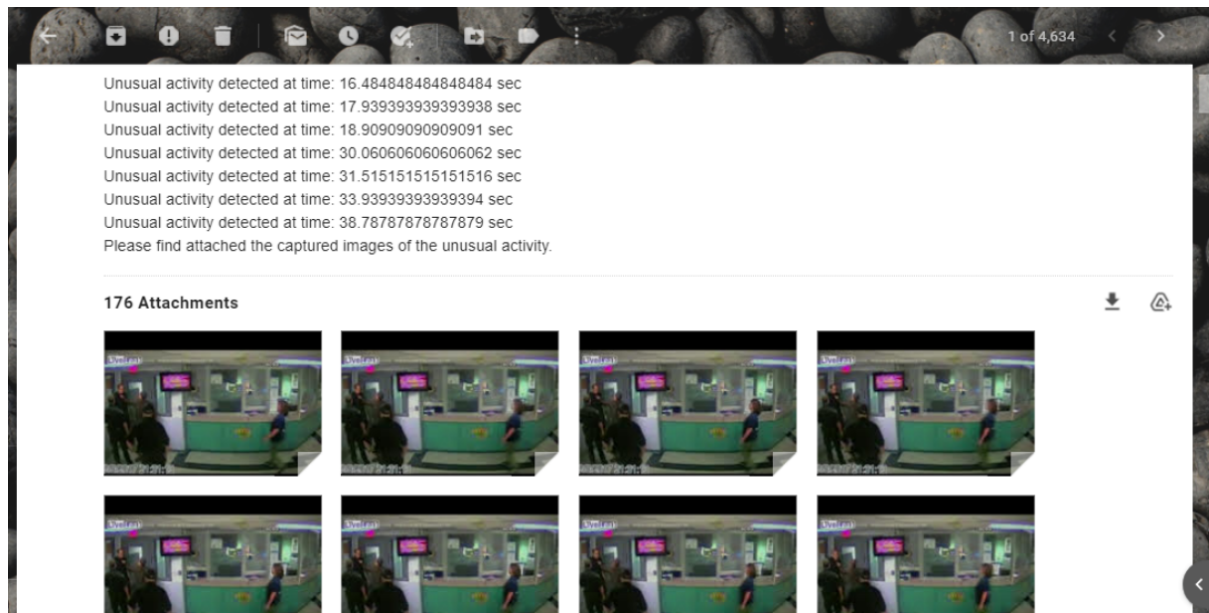 1 of 4,634
Unusual activity detected at time: 16.484848484848484 sec
Unusual activity detected at time: 17.939393939393938 sec
Unusual activity detected at time: 18.90909090909091 sec
Unusual activity detected at time: 30.060606060606062 sec
Unusual activity detected at time: 31.515151515151516 sec
Unusual activity detected at time: 33.93939393939394 sec
Unusual activity detected at time: 38.78787878787879 sec
Please find attached the captured images of the unusual activity.
176 Attachments